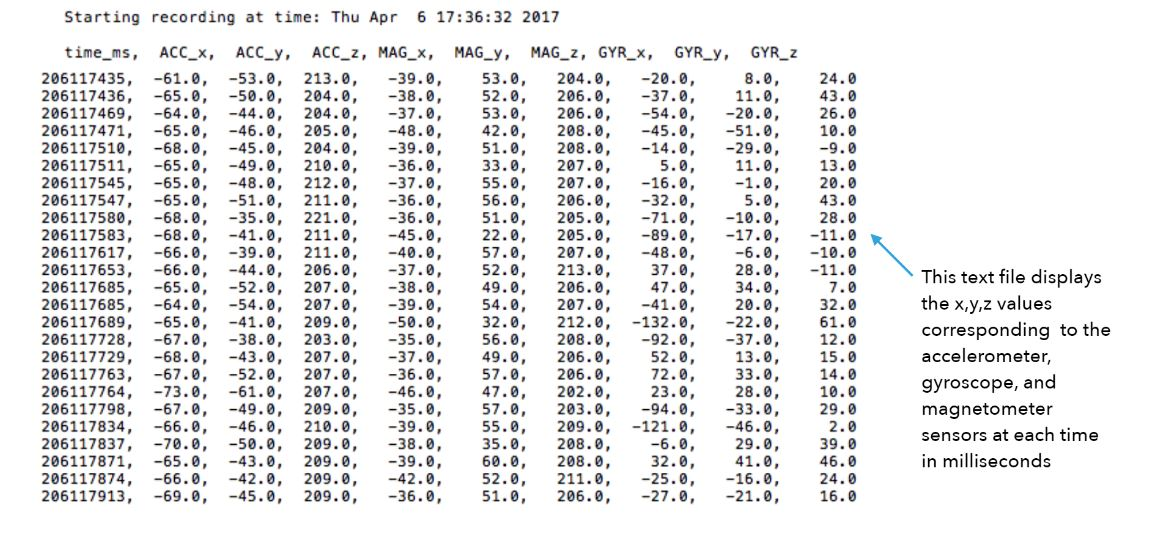 Starting recording at time: Thu Apr  6 17:36:32 2017
time_ms,  ACC_x,  ACC_y,  ACC_z, MAG_x,  MAG_y,  MAG_z, GYR_x,  GYR_y,  GYR_z
206117435,  -61.0,  -53.0,  213.0,  -39.0,  53.0,  204.0,  -20.0,  8.0,  24.0
206117436,  -65.0,  -50.0,  204.0,  -38.0,  52.0,  206.0,  -37.0,  11.0,  43.0
206117469,  -64.0,  -44.0,  204.0,  -37.0,  53.0,  206.0,  -54.0,  -20.0,  26.0
206117471,  -65.0,  -46.0,  205.0,  -48.0,  42.0,  208.0,  -45.0,  -51.0,  10.0
206117510,  -68.0,  -45.0,  204.0,  -39.0,  51.0,  208.0,  -14.0,  -29.0,  -9.0
206117511,  -65.0,  -49.0,  210.0,  -36.0,  33.0,  207.0,  5.0,  11.0,  13.0
206117545,  -65.0,  -48.0,  212.0,  -37.0,  55.0,  207.0,  -16.0,  -1.0,  20.0
206117547,  -65.0,  -51.0,  211.0,  -36.0,  56.0,  206.0,  -32.0,  5.0,  43.0
206117580,  -68.0,  -35.0,  221.0,  -36.0,  51.0,  205.0,  -71.0,  -10.0,  28.0
206117583,  -68.0,  -41.0,  211.0,  -45.0,  22.0,  205.0,  -89.0,  -17.0,  -11.0
206117617,  -66.0,  -39.0,  211.0,  -40.0,  57.0,  207.0,  -48.0,  -6.0,  -10.0
206117653,  -66.0,  -44.0,  206.0,  -37.0,  52.0,  213.0,  37.0,  28.0,  -11.0
206117685,  -65.0,  -52.0,  207.0,  -38.0,  49.0,  206.0,  47.0,  34.0,  7.0
206117685,  -64.0,  -54.0,  207.0,  -39.0,  54.0,  207.0,  -41.0,  20.0,  32.0
206117689,  -65.0,  -41.0,  209.0,  -50.0,  32.0,  212.0,  -132.0,  -22.0,  61.0
206117728,  -67.0,  -38.0,  203.0,  -35.0,  56.0,  208.0,  -92.0,  -37.0,  12.0
206117729,  -68.0,  -43.0,  207.0,  -37.0,  49.0,  206.0,  52.0,  13.0,  15.0
206117763,  -67.0,  -52.0,  207.0,  -36.0,  57.0,  206.0,  72.0,  33.0,  14.0
206117764,  -73.0,  -61.0,  207.0,  -46.0,  47.0,  202.0,  23.0,  28.0,  10.0
206117798,  -67.0,  -49.0,  209.0,  -35.0,  57.0,  203.0,  -94.0,  -33.0,  29.0
206117834,  -66.0,  -46.0,  210.0,  -39.0,  55.0,  209.0,  -121.0,  -46.0,  2.0
206117837,  -70.0,  -50.0,  209.0,  -38.0,  35.0,  208.0,  -6.0,  29.0,  39.0
206117871,  -65.0,  -43.0,  209.0,  -39.0,  60.0,  208.0,  32.0,  41.0,  46.0
206117874,  -66.0,  -42.0,  209.0,  -42.0,  52.0,  211.0,  -25.0,  -16.0,  24.0
206117913,  -69.0,  -45.0,  209.0,  -36.0,  51.0,  206.0,  -27.0,  -21.0,  16.0
This text file displays
the x,y,z values
corresponding  to the
accelerometer,
gyroscope, and
magnetometer
sensors at each time
in milliseconds